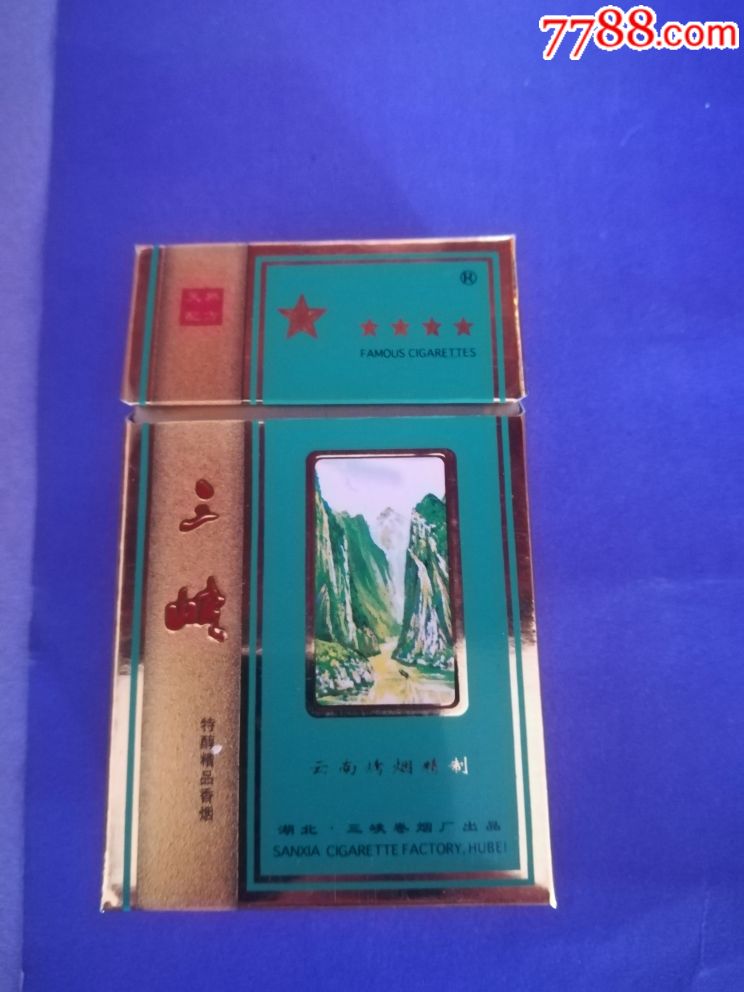 7788.com
R
FAMOUS CIGARETTES
三峡
特醇精品香烟
云南烤烟精制
湖北·三峡卷烟厂出品
SANXIA CIGARETTE FACTORY, HUBEI